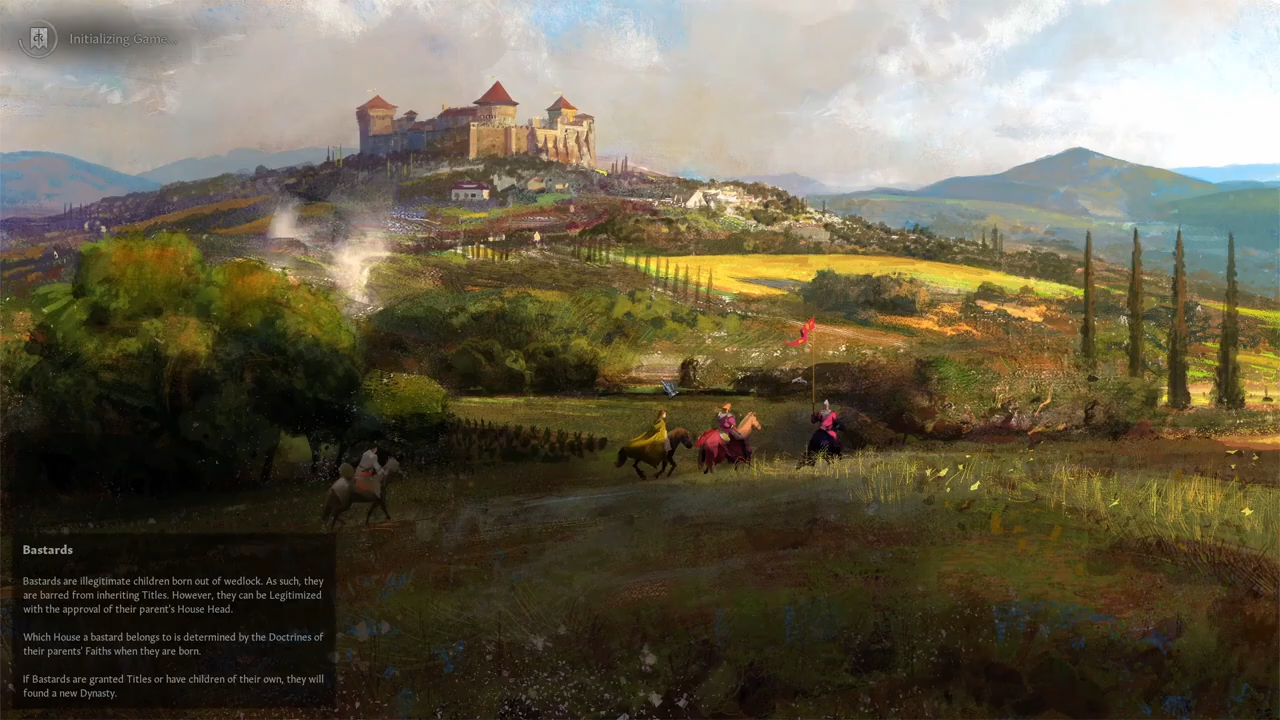 Initializing Game...
Bastards
Bastards are illegitimate children born out of wedlock. As such, they
are barred from inheriting Titles. However, they can be Legitimized
with the approval of their parent's House Head.
Which House a bastard belongs to is determined by the Doctrines of
their parents' Faiths when they are born.
If Bastards are granted Titles or have children of their own, they will
found a new Dynasty.